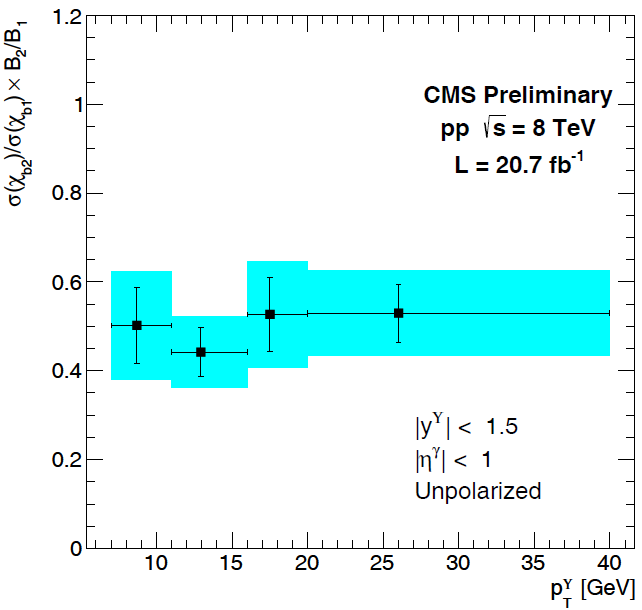 σ(χb2)/σ(χb1) × B2/B1
1.2
1
0.8
0.6
0.4
0.2
0
CMS Preliminary
pp √s = 8 TeV
L = 20.7 fb-1
|yΥ| < 1.5
|ηγ| < 1
Unpolarized
10 15 20 25 30 35 40
pTΥ [GeV]